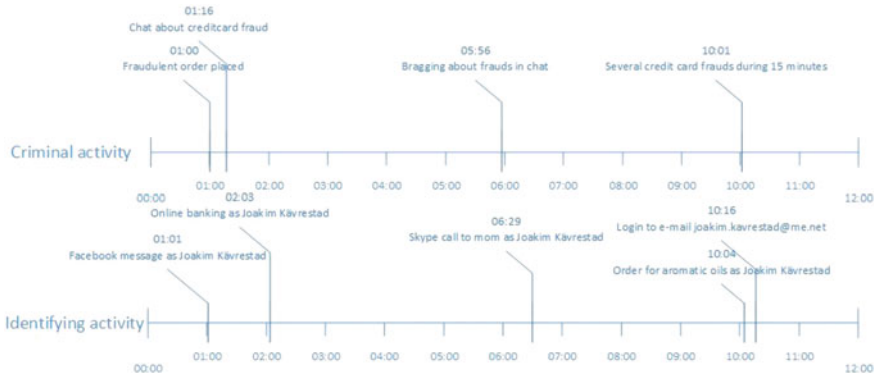 01:16
Chat about creditcard fraud
01:00
Fraudulent order placed
05:56
Bragging about frauds in chat
10:01
Several credit card frauds during 15 minutes
Criminal activity
00:00 01:00 02:00 03:00 04:00 05:00 06:00 07:00 08:00 09:00 10:00 11:00 12:00
02:03
Online banking as Joakim Kävrestad
01:01
Facebook message as Joakim Kävrestad
06:29
Skype call to mom as Joakim Kävrestad
10:16
Login to e-mail joakim.kavrestad@me.net
10:04
Order for aromatic oils as Joakim Kävrestad
Identifying activity
00:00 01:00 02:00 03:00 04:00 05:00 06:00 07:00 08:00 09:00 10:00 11:00 12:00